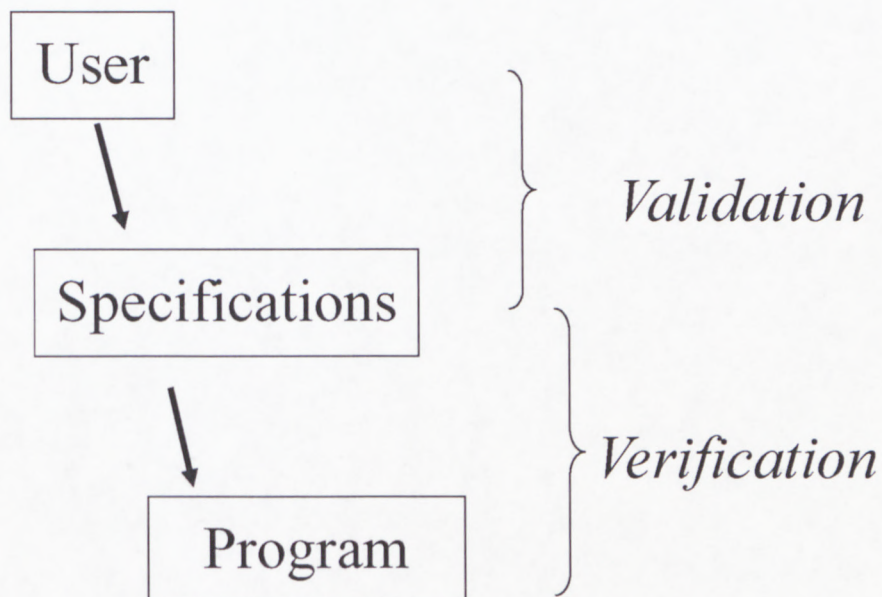 User
Validation
Specifications
Verification
Program